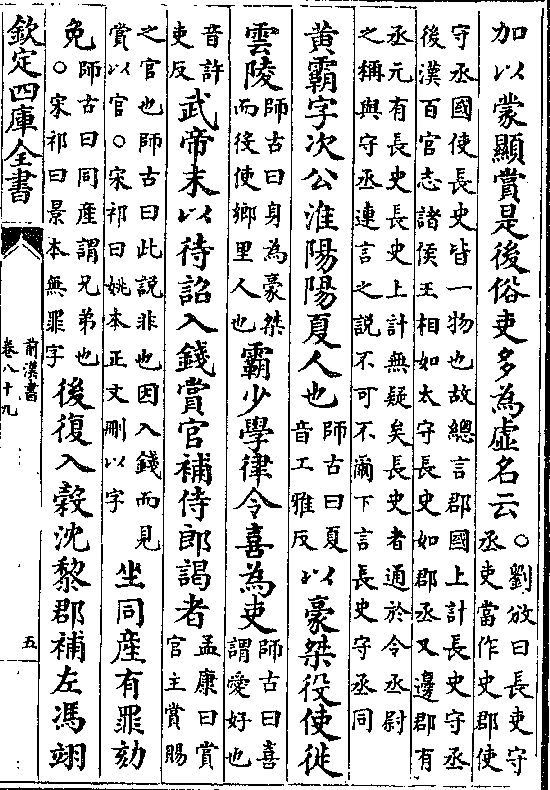 加以蒙顯賞是後俗吏多為虛名云○劉攽曰長吏守丞吏當作史郡使
守丞國使長史皆一物也故總言郡國上計長史守丞
後漢百官志諸侯王相如太守長史如郡丞又邊郡有
丞元有長史長史上計無疑矣長史者通於令丞尉
之稱與守丞連言之說不可不爾下言長史守丞同
黃霸字次公淮陽陽夏人也師古曰夏音工雅反以豪桀役使徙
雲陵師古曰身為豪桀而役使鄉里人也霸少學律令喜為吏師古曰喜謂愛好也
音許吏反武帝末以待詔入錢賞官補侍郎謁者孟康曰賞官主賞賜
之官也師古曰此說非也因入錢而見賞以官○宋祁曰姚本正文刪以字坐同產有罪劾
免師古曰同產謂兄弟也○宋祁曰景本無罪字後復入穀沈黎郡補左馮翊
欽定四庫全書
前漢書
卷八十九
五